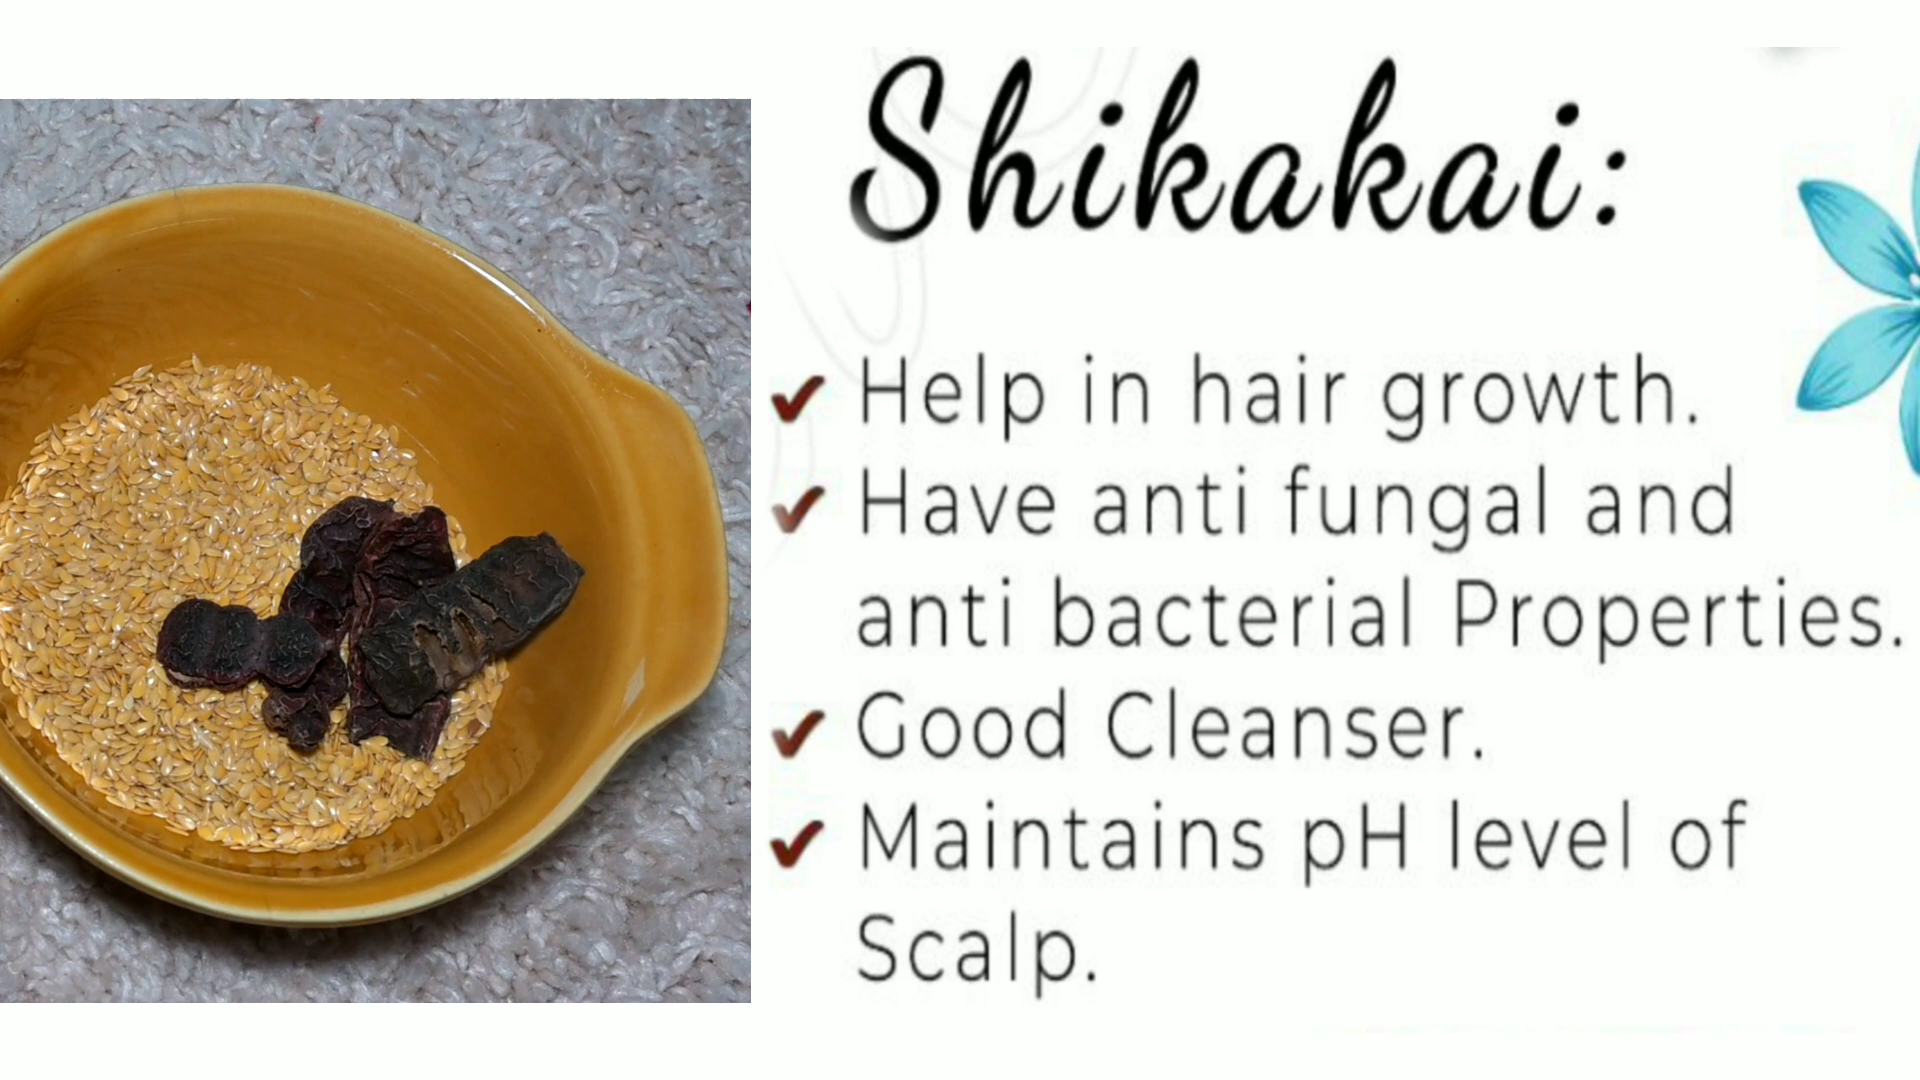 Shikakai:
✔ Help in hair growth.
✔ Have anti fungal and
anti bacterial Properties.
✔ Good Cleanser.
✔ Maintains pH level of
Scalp.